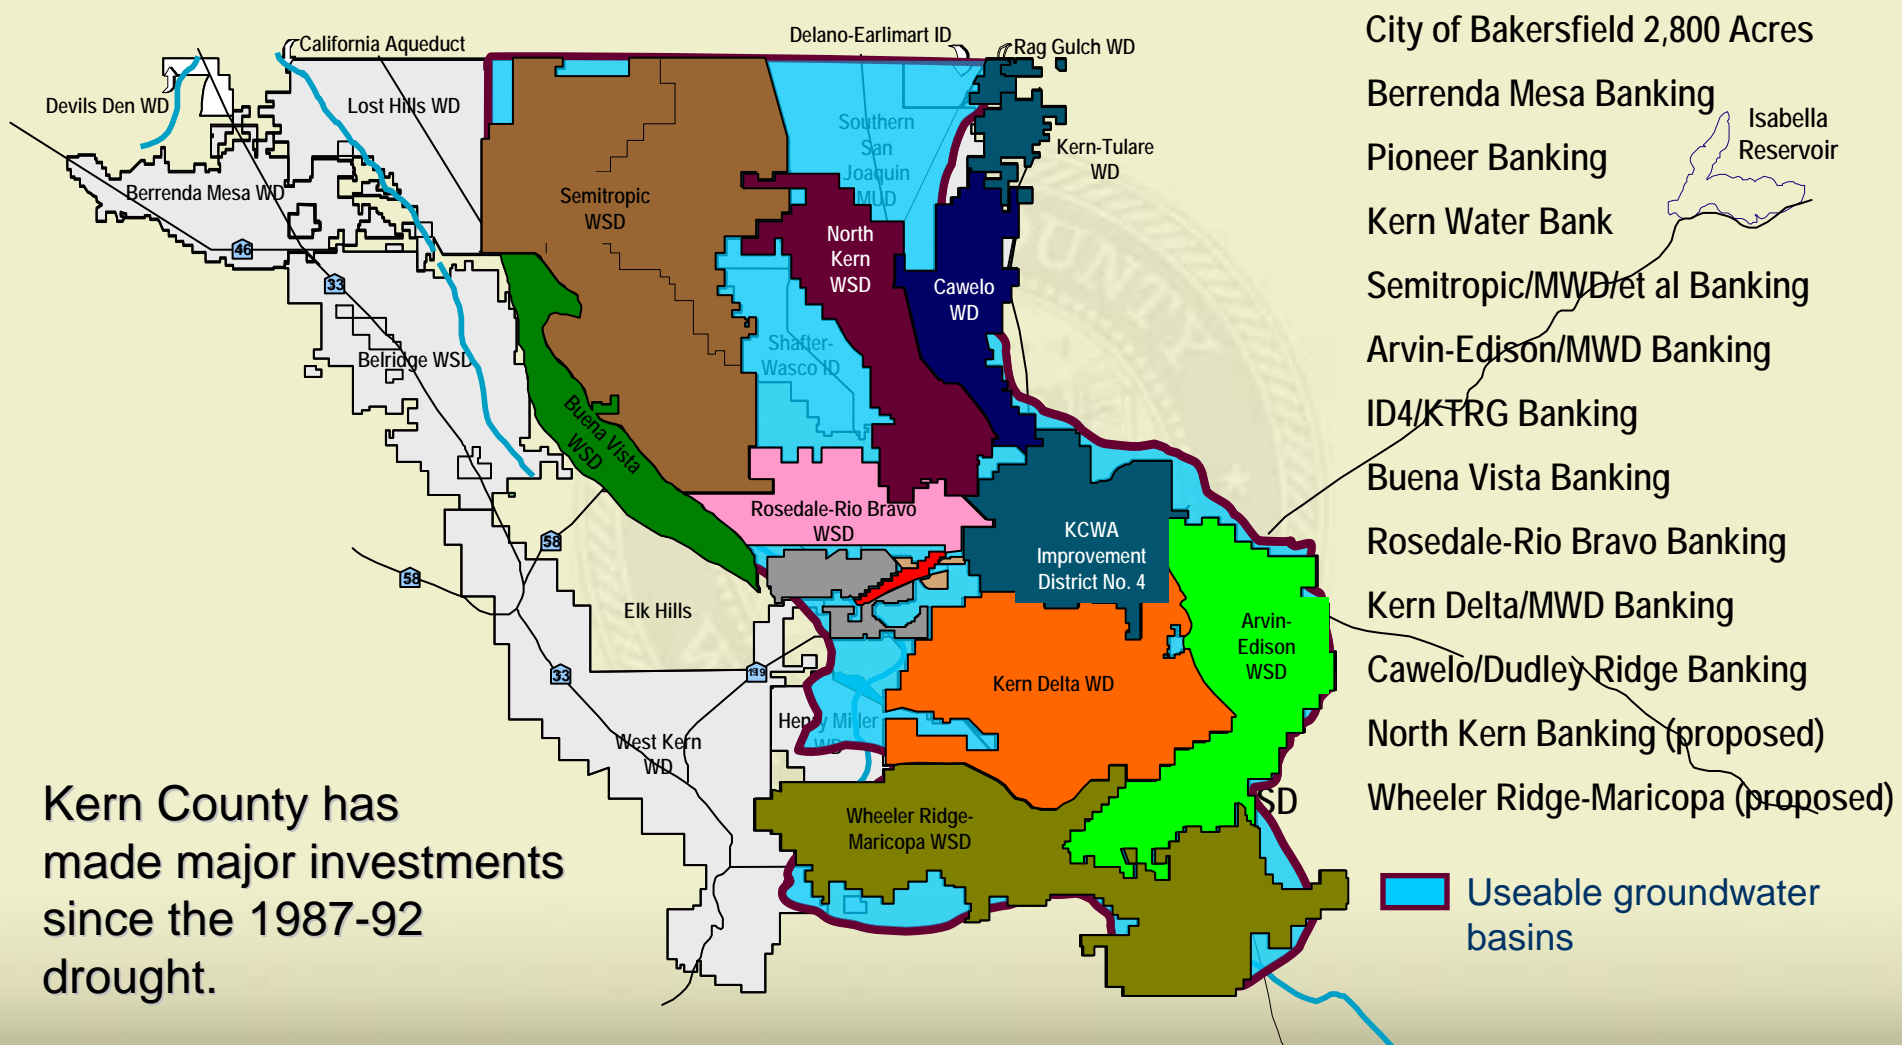 California Aqueduct
Delano-Earlimart ID
Rag Gulch WD
Devils Den WD
Lost Hills WD
Southern
San
Joaquin
MUD
Kern-Tulare
WD
Berrenda Mesa WD
Semitropic
WSD
North
Kern
WSD
Cawelo
WD
46
33
Belridge WSD
Shafter-
Wasco ID
Buena Vista
WSD
Rosedale-Rio Bravo
WSD
KCWA
Improvement
District No. 4
58
58
Elk Hills
Arvin-
Edison
WSD
33
119
Kern Delta WD
Henry Miller
WD
West Kern
WD
Wheeler Ridge-
Maricopa WSD
SD
City of Bakersfield 2,800 Acres
Berrenda Mesa Banking
Isabella
Reservoir
Pioneer Banking
Kern Water Bank
Semitropic/MWD/et al Banking
Arvin-Edison/MWD Banking
ID4/KTRG Banking
Buena Vista Banking
Rosedale-Rio Bravo Banking
Kern Delta/MWD Banking
Cawelo/Dudley Ridge Banking
North Kern Banking (proposed)
Wheeler Ridge-Maricopa (proposed)
Useable groundwater
basins
Kern County has
made major investments
since the 1987-92
drought.